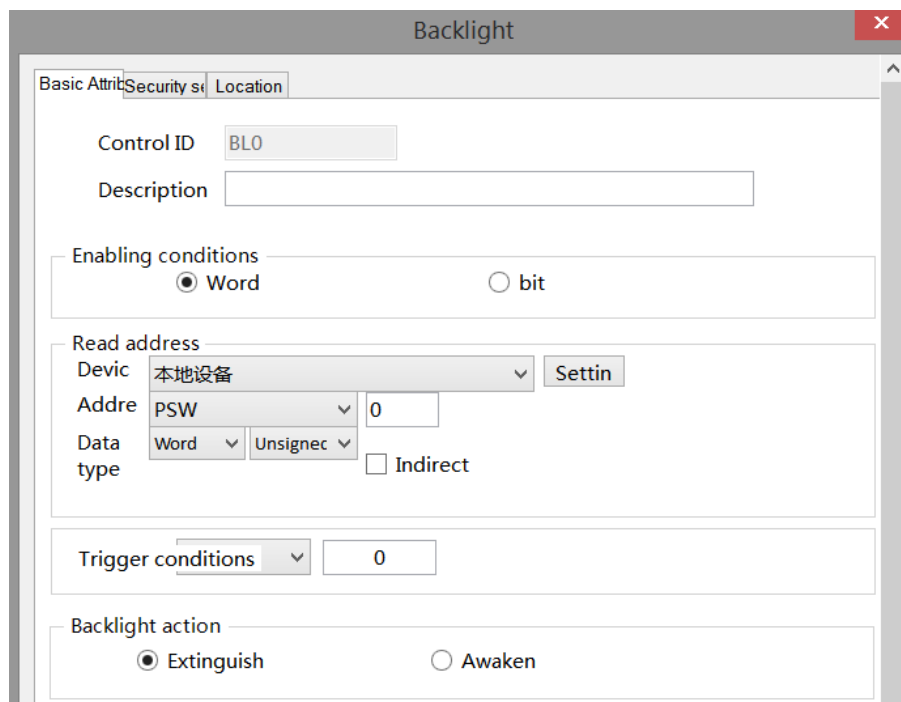 Backlight
Basic Attrib Security se Location
Control ID BL0
Description
Enabling conditions
Word bit
Read address
Devic 本地设备 Settin
Addre PSW 0
Data type Word Unsigned
Indirect
Trigger conditions 0
Backlight action
Extinguish Awaken